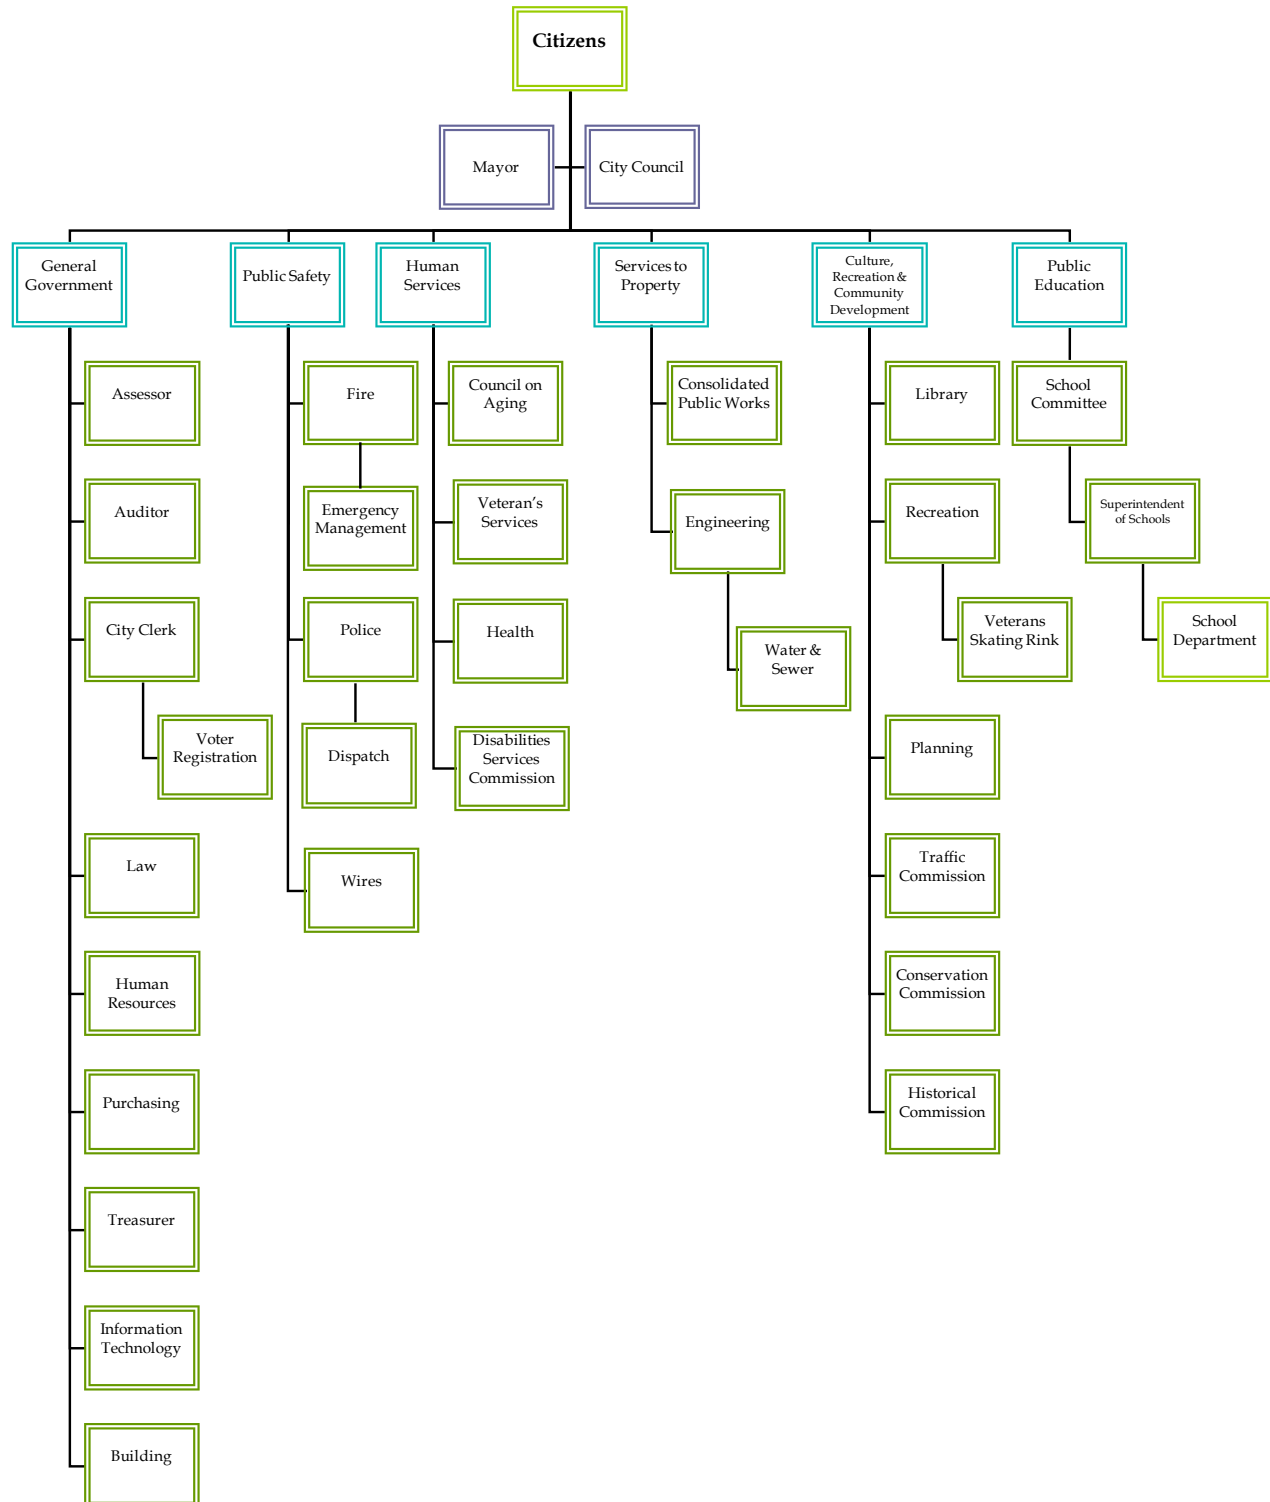 Citizens
Mayor
City Council
General
Government
Public Safety
Human
Services
Services to
Property
Culture,
Recreation &
Community
Development
Public
Education
Assessor
Auditor
City Clerk
Voter
Registration
Law
Human
Resources
Purchasing
Treasurer
Information
Technology
Building
Fire
Emergency
Management
Police
Dispatch
Wires
Council on
Aging
Veteran’s
Services
Health
Disabilities
Services
Commission
Consolidated
Public Works
Engineering
Water &
Sewer
Library
Recreation
Veterans
Skating Rink
Planning
Traffic
Commission
Conservation
Commission
Historical
Commission
School
Committee
Superintendent
of Schools
School
Department